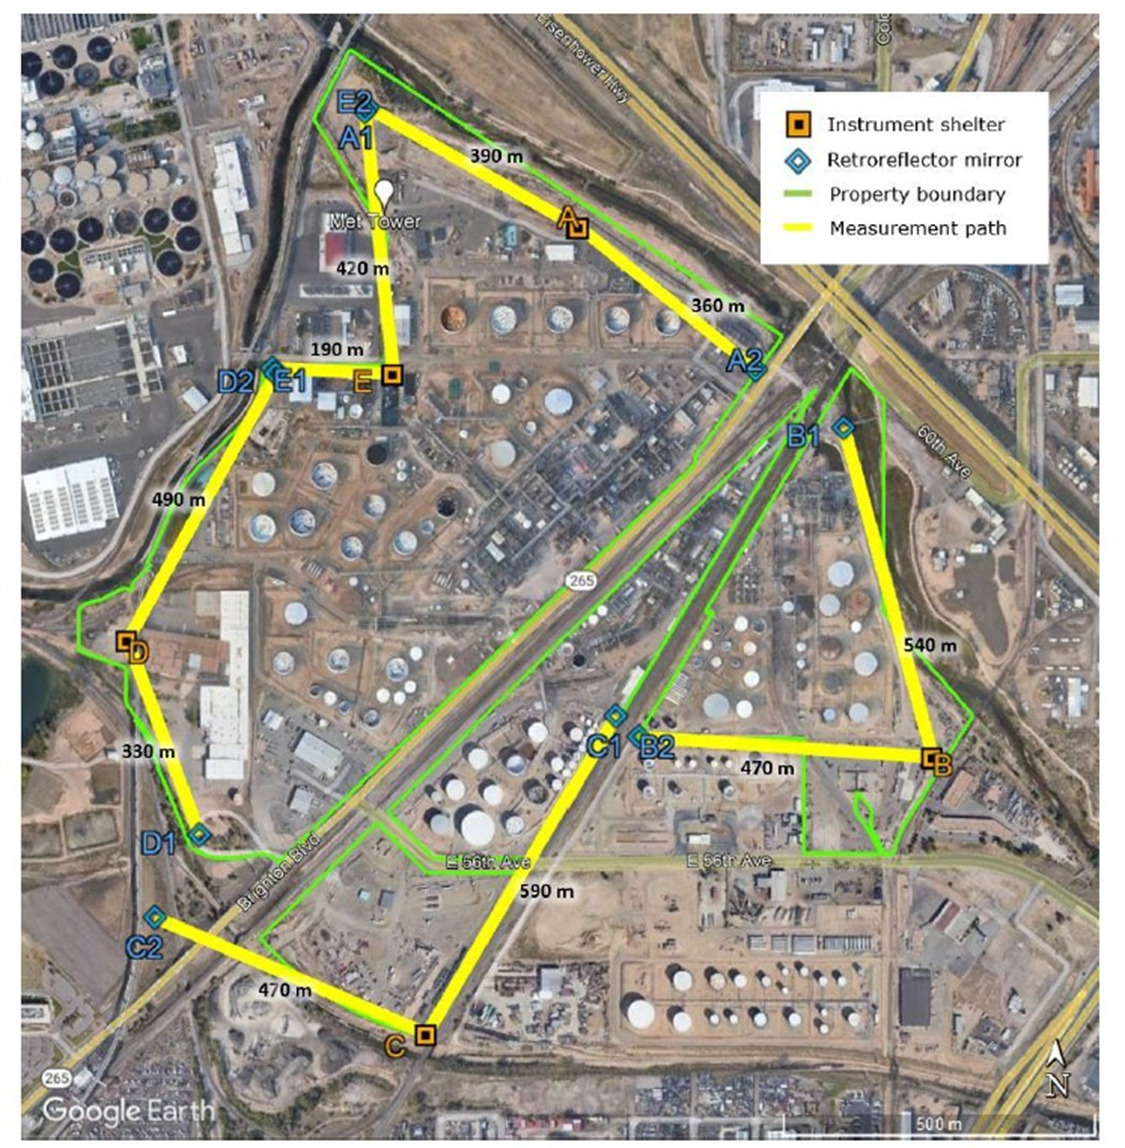 Eisenhower Hwy
Instrument shelter
Retroreflector mirror
Property boundary
Measurement path
E2
A1
390 m
A
Met Tower
420 m
360 m
190 m
A2
D2
E1
E
B1
60th Ave
490 m
265
D
540 m
330 m
C1
B2
470 m
B
D1
Brighton Blvd
E 56th Ave
E 56th Ave
590 m
C2
470 m
C
265
N
Google Earth
500 m